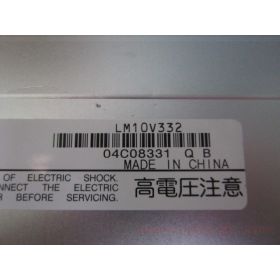 LM10V332
04C08331 Q B
MADE IN CHINA
OF ELECTRIC SHOCK.
NNECT THE ELECTRIC
R BEFORE SERVICING.
高電圧注意